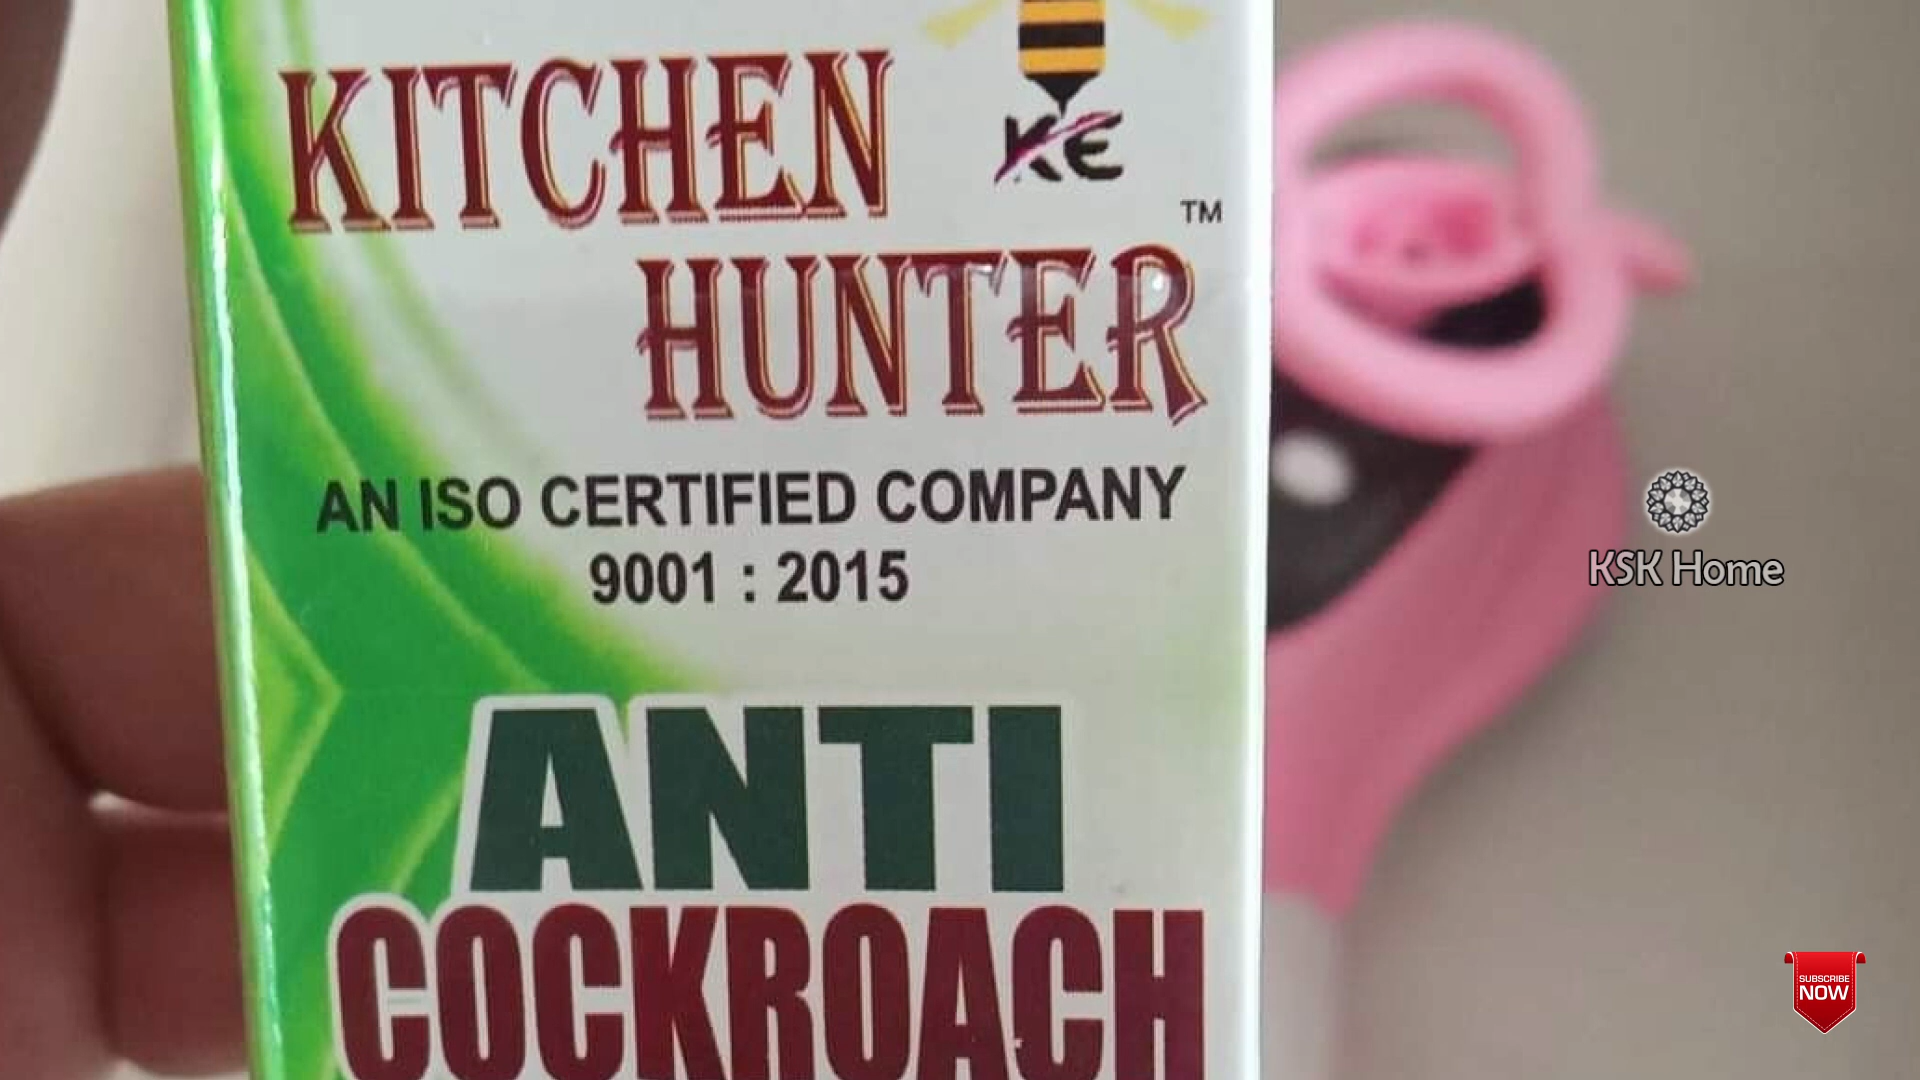 KITCHEN
KE
TM
HUNTER
AN ISO CERTIFIED COMPANY
9001 : 2015
ANTI
COCKROACH
KSK Home
SUBSCRIBE
NOW